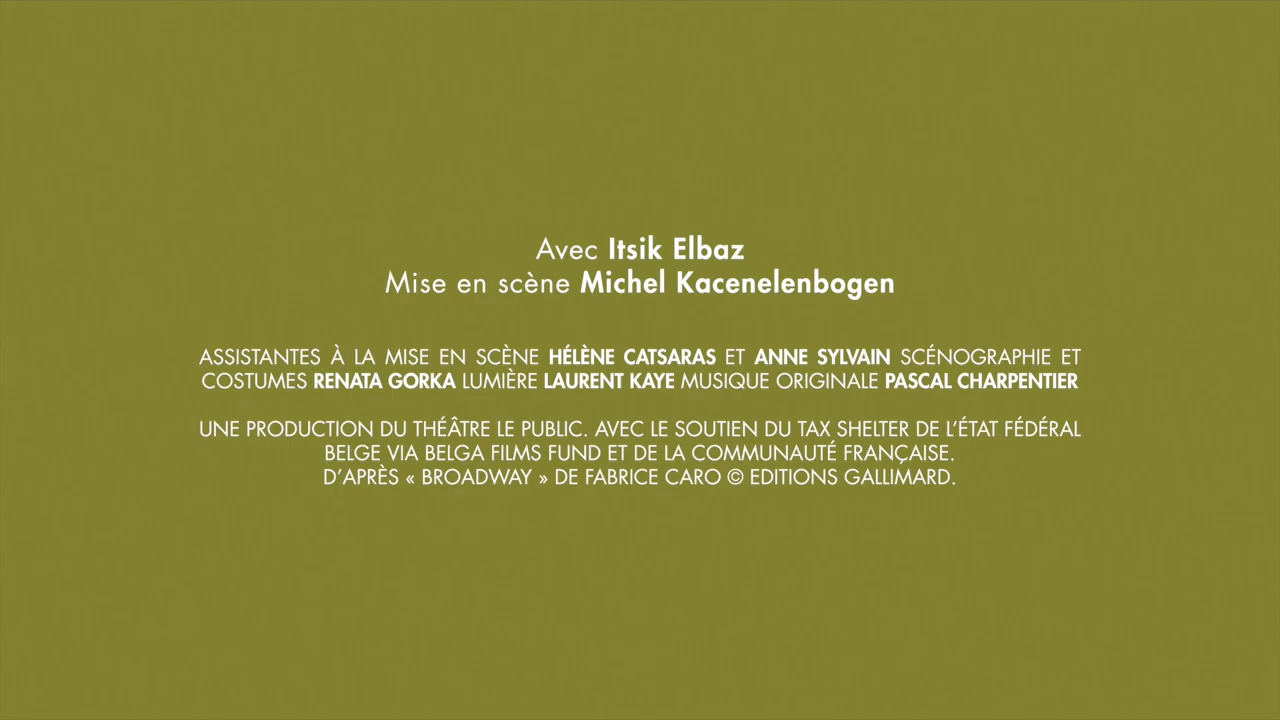 Avec Itsik Elbaz
Mise en scène Michel Kacenelenbogen
ASSISTANTES À LA MISE EN SCÈNE HÉLÈNE CATSARAS ET ANNE SYLVAIN SCÉNOGRAPHIE ET
COSTUMES RENATA GORKA LUMIÈRE LAURENT KAYE MUSIQUE ORIGINALE PASCAL CHARPENTIER
UNE PRODUCTION DU THÉÂTRE LE PUBLIC. AVEC LE SOUTIEN DU TAX SHELTER DE L’ÉTAT FÉDÉRAL
BELGE VIA BELGA FILMS FUND ET DE LA COMMUNAUTÉ FRANÇAISE.
D’APRÈS « BROADWAY » DE FABRICE CARO © EDITIONS GALLIMARD.